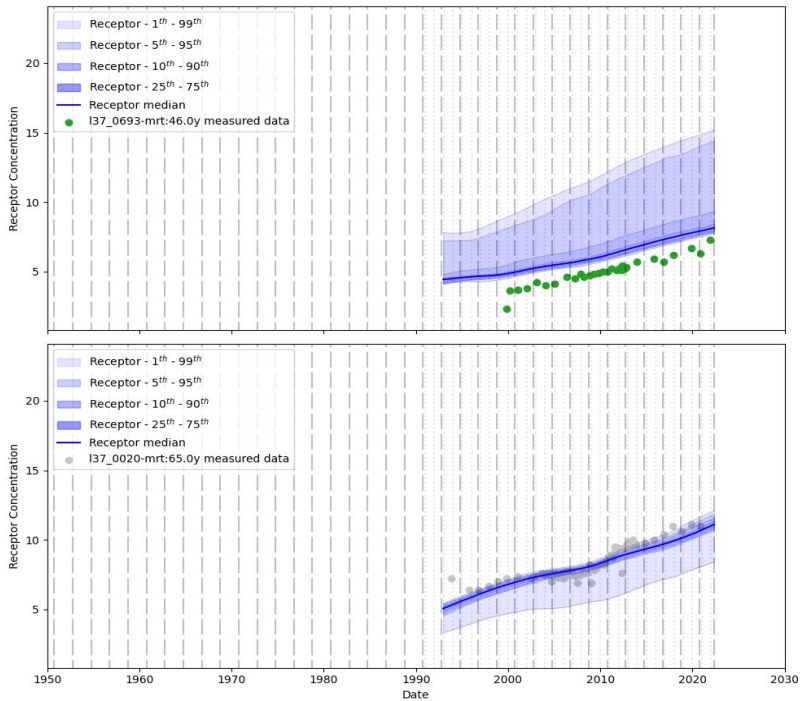 Receptor - 1th - 99th
Receptor - 5th - 95th
Receptor - 10th - 90th
Receptor - 25th - 75th
Receptor median
l37_0693-mrt:46.0y measured data
Receptor Concentration
20
15
10
5
Receptor - 1th - 99th
Receptor - 5th - 95th
Receptor - 10th - 90th
Receptor - 25th - 75th
Receptor median
l37_0020-mrt:65.0y measured data
Receptor Concentration
20
15
10
5
1950 1960 1970 1980 1990 2000 2010 2020 2030
Date